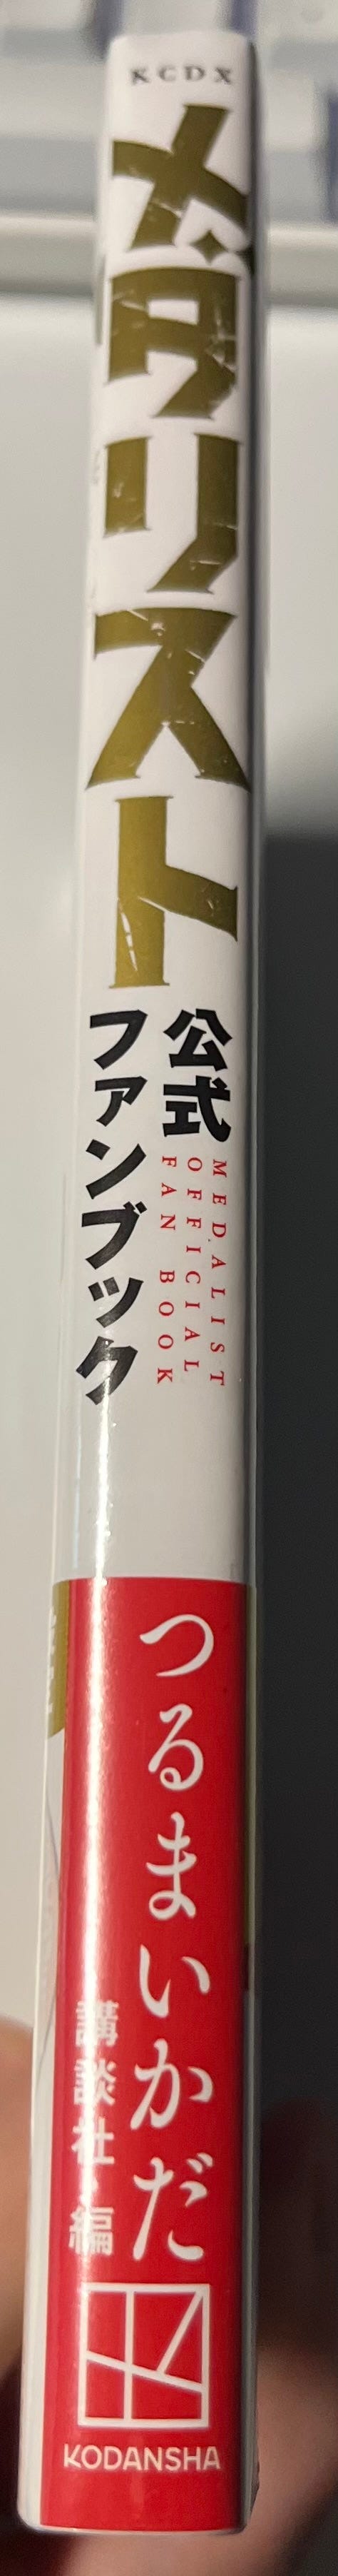 KCDX
メダリスト
公式
ファンブック
MEDALIST
OFFICIAL
FAN BOOK
つるまいかだ
講談社 編
KODANSHA